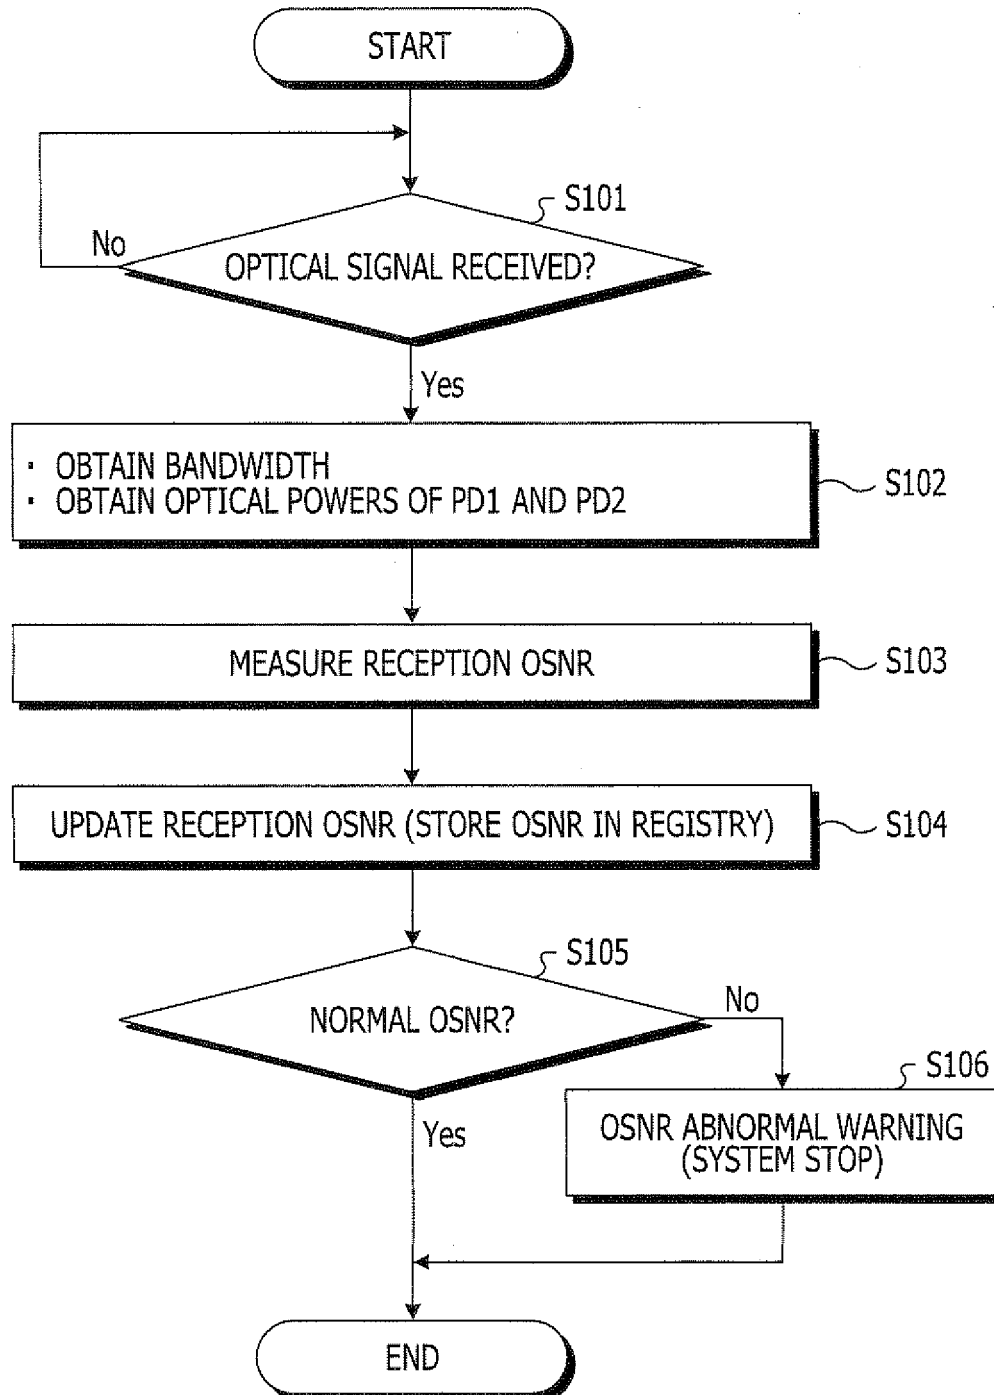 START
S101
No
OPTICAL SIGNAL RECEIVED?
Yes
· OBTAIN BANDWIDTH
· OBTAIN OPTICAL POWERS OF PD1 AND PD2
S102
MEASURE RECEPTION OSNR
S103
UPDATE RECEPTION OSNR (STORE OSNR IN REGISTRY)
S104
S105
NORMAL OSNR?
No
S106
Yes
OSNR ABNORMAL WARNING
(SYSTEM STOP)
END